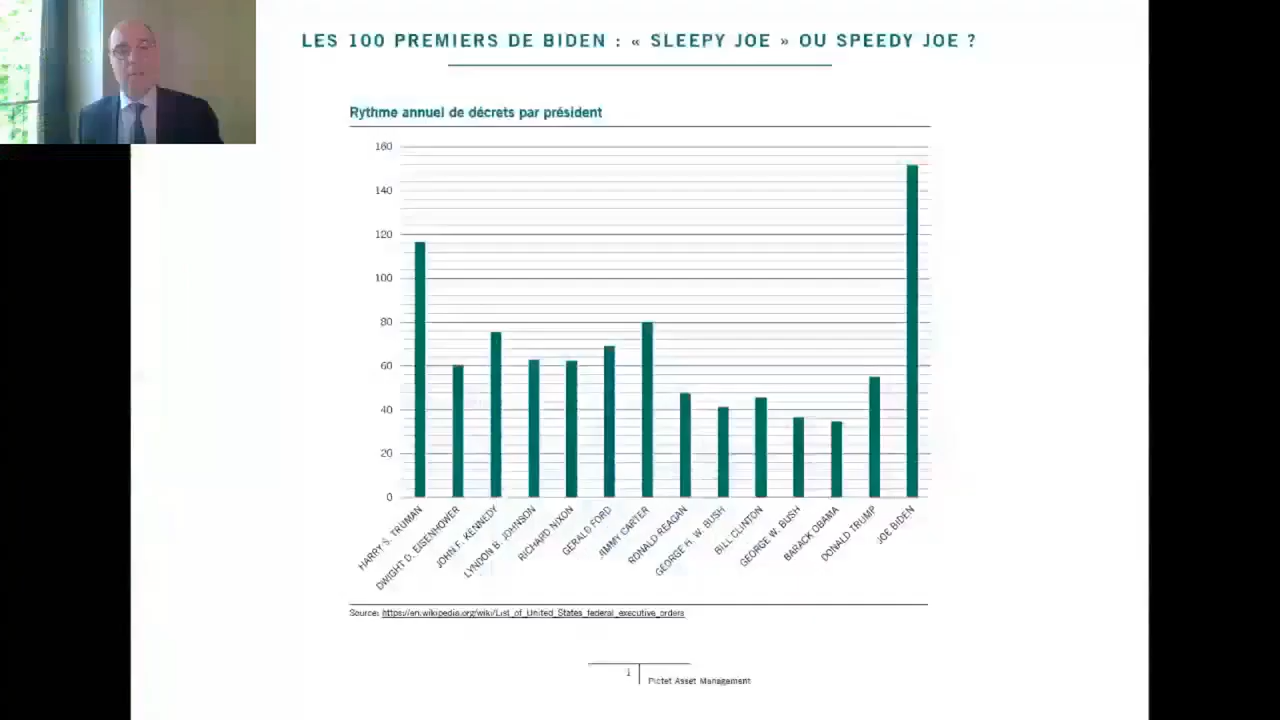 LES 100 PREMIERS DE BIDEN : « SLEEPY JOE » OU SPEEDY JOE ?
Rythme annuel de décrets par président
160
140
120
100
80
60
40
20
0
HARRY S. TRUMAN
DWIGHT D. EISENHOWER
JOHN F. KENNEDY
LYNDON B. JOHNSON
RICHARD NIXON
GERALD FORD
JIMMY CARTER
RONALD REAGAN
GEORGE H. W. BUSH
BILL CLINTON
GEORGE W. BUSH
BARACK OBAMA
DONALD TRUMP
JOE BIDEN
Source: https://en.wikipedia.org/wiki/List_of_United_States_federal_executive_orders
1
Pictet Asset Management